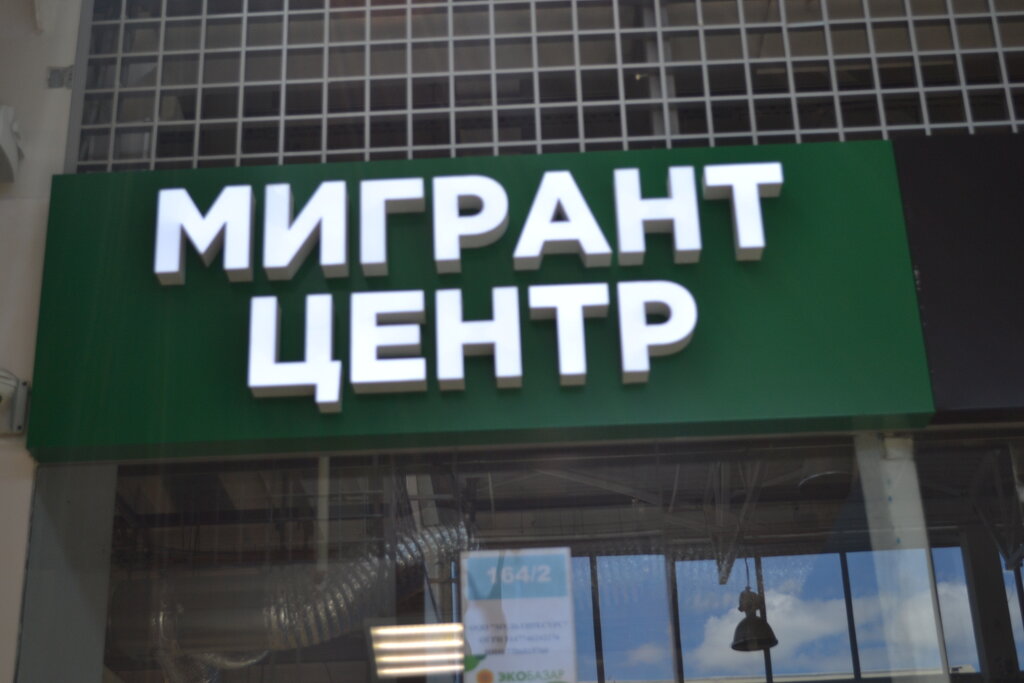 МИГРАНТ
ЦЕНТР
164/2
ЭКОБАЗАР